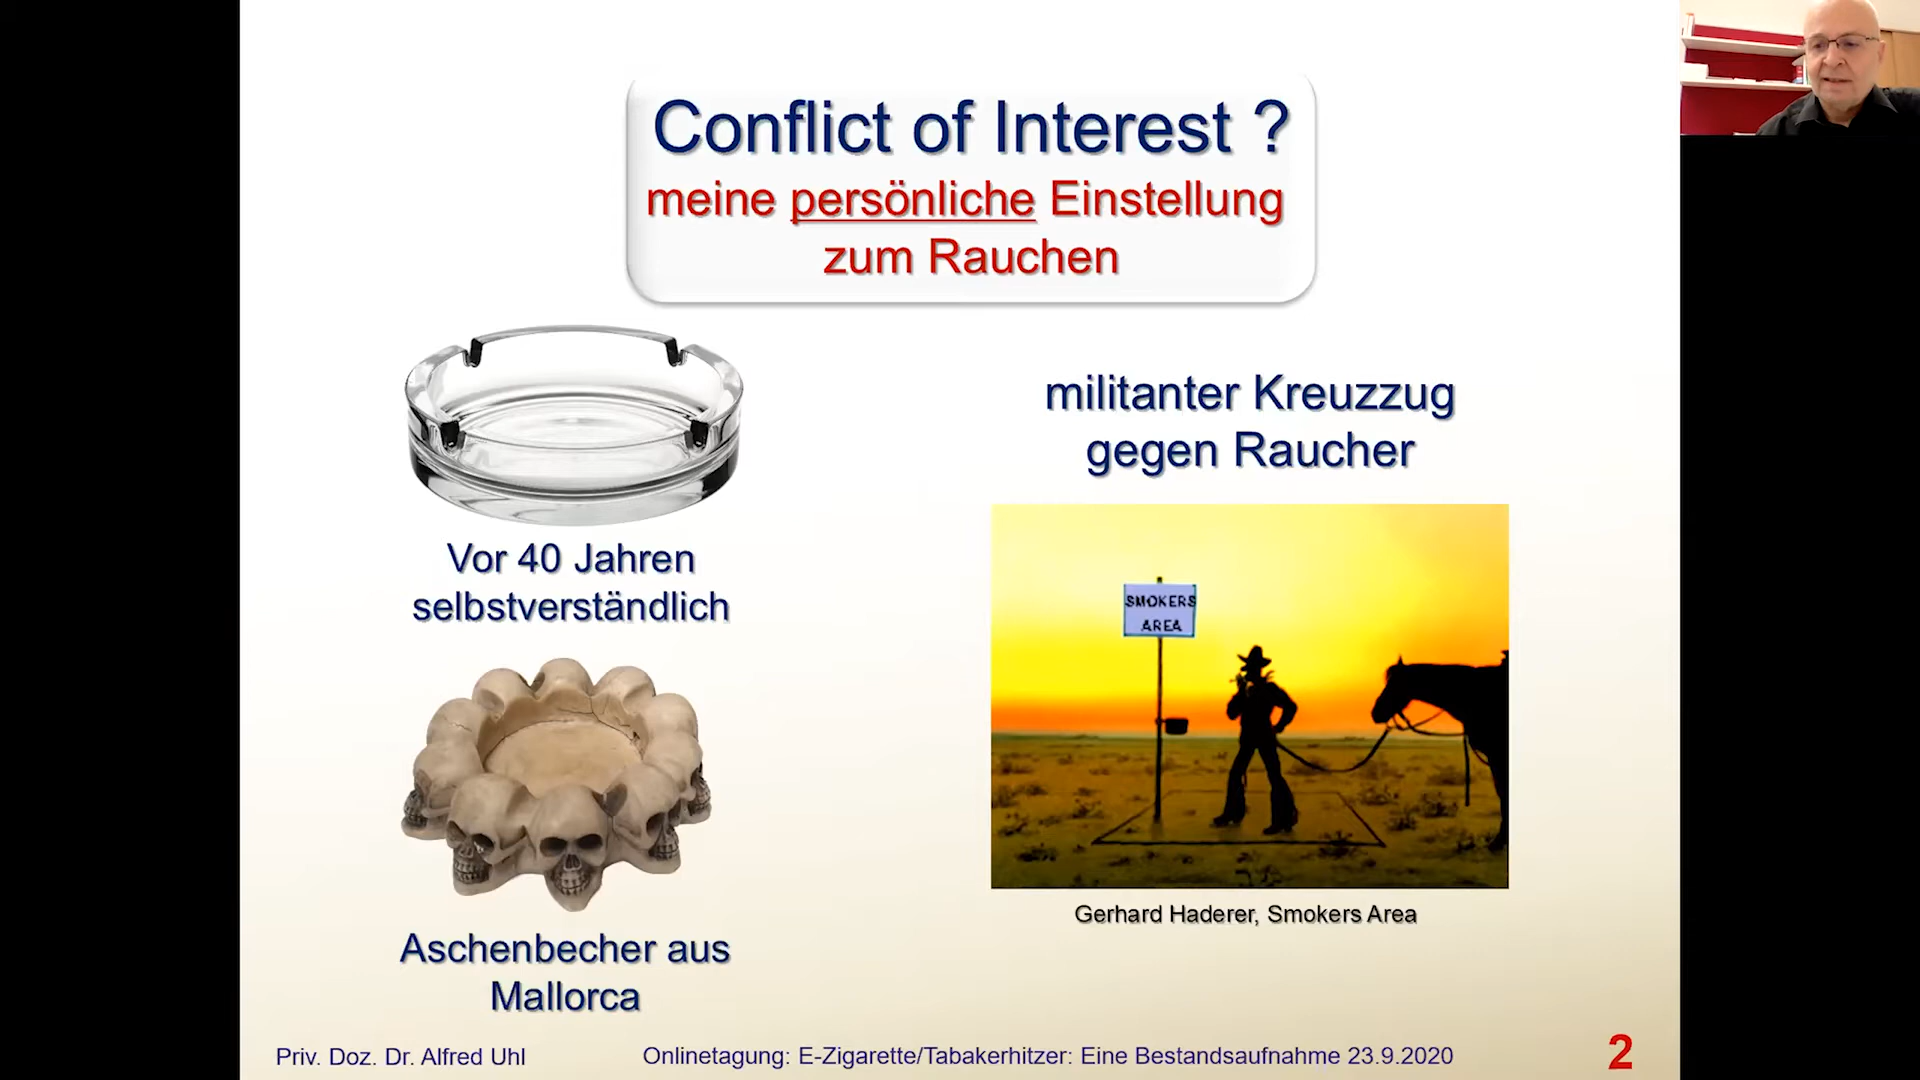 Conflict of Interest ?
meine persönliche Einstellung
zum Rauchen
Vor 40 Jahren
selbstverständlich
Aschenbecher aus
Mallorca
militanter Kreuzzug
gegen Raucher
SMOKERS
AREA
Gerhard Haderer, Smokers Area
Priv. Doz. Dr. Alfred Uhl
Onlinetagung: E-Zigarette/Tabakerhitzer: Eine Bestandsaufnahme 23.9.2020
2